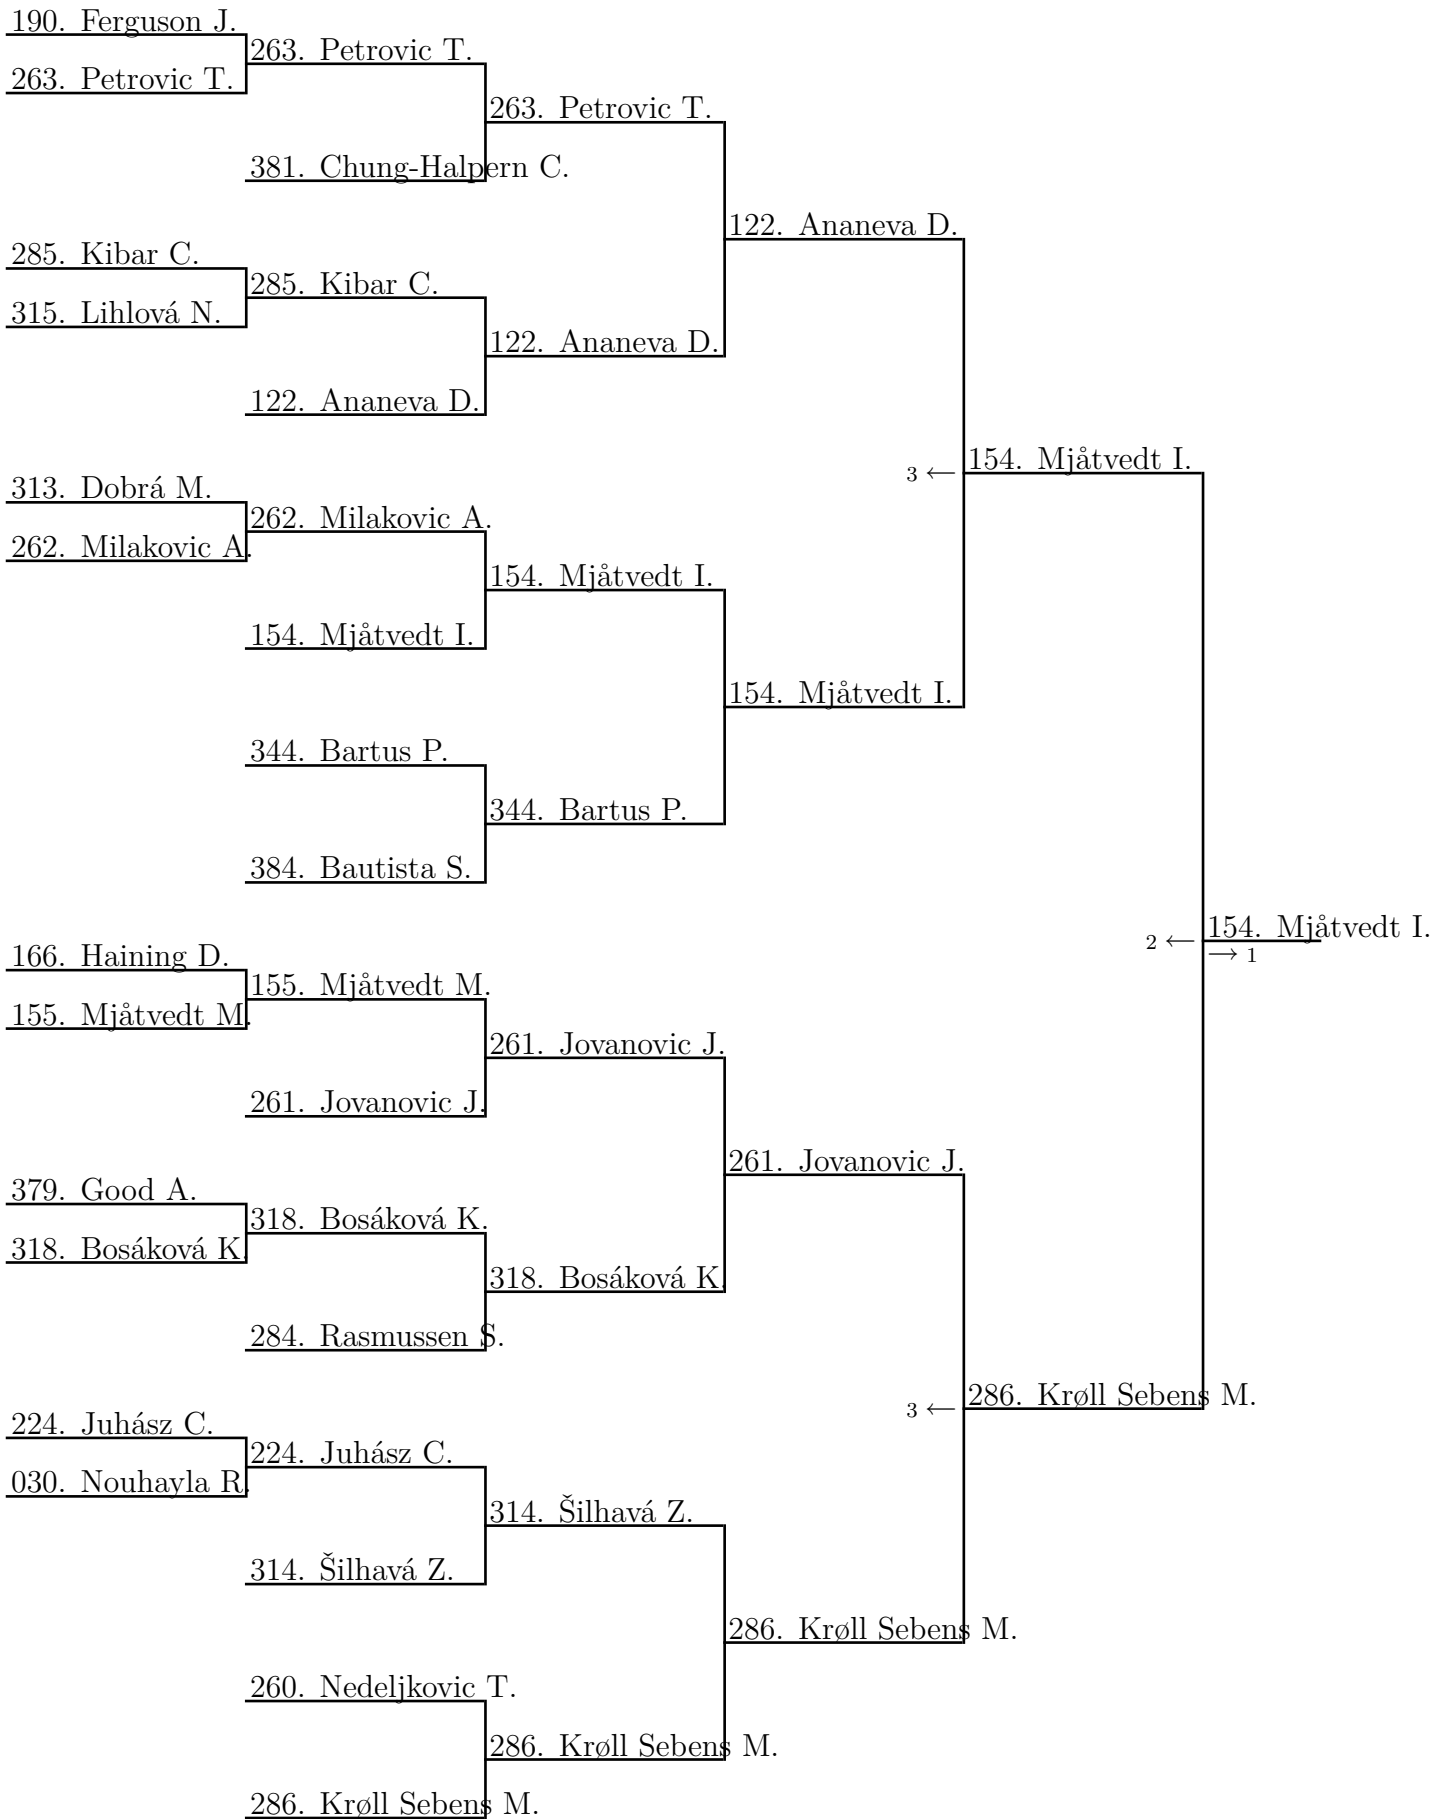 190. Ferguson J.
263. Petrovic T.
263. Petrovic T.
263. Petrovic T.
381. Chung-Halpern C.
122. Ananeva D.
285. Kibar C.
285. Kibar C.
315. Lihlová N.
122. Ananeva D.
122. Ananeva D.
154. Mjåtvedt I.
3 ←
313. Dobrá M.
262. Milakovic A.
262. Milakovic A.
154. Mjåtvedt I.
154. Mjåtvedt I.
154. Mjåtvedt I.
344. Bartus P.
344. Bartus P.
384. Bautista S.
154. Mjåtvedt I.
2 ←
→ 1
166. Haining D.
155. Mjåtvedt M.
155. Mjåtvedt M.
261. Jovanovic J.
261. Jovanovic J.
261. Jovanovic J.
379. Good A.
318. Bosáková K.
318. Bosáková K.
318. Bosáková K.
284. Rasmussen S.
286. Krøll Sebens M.
3 ←
224. Juhász C.
224. Juhász C.
030. Nouhayla R.
314. Šilhavá Z.
314. Šilhavá Z.
286. Krøll Sebens M.
260. Nedeljkovic T.
286. Krøll Sebens M.
286. Krøll Sebens M.